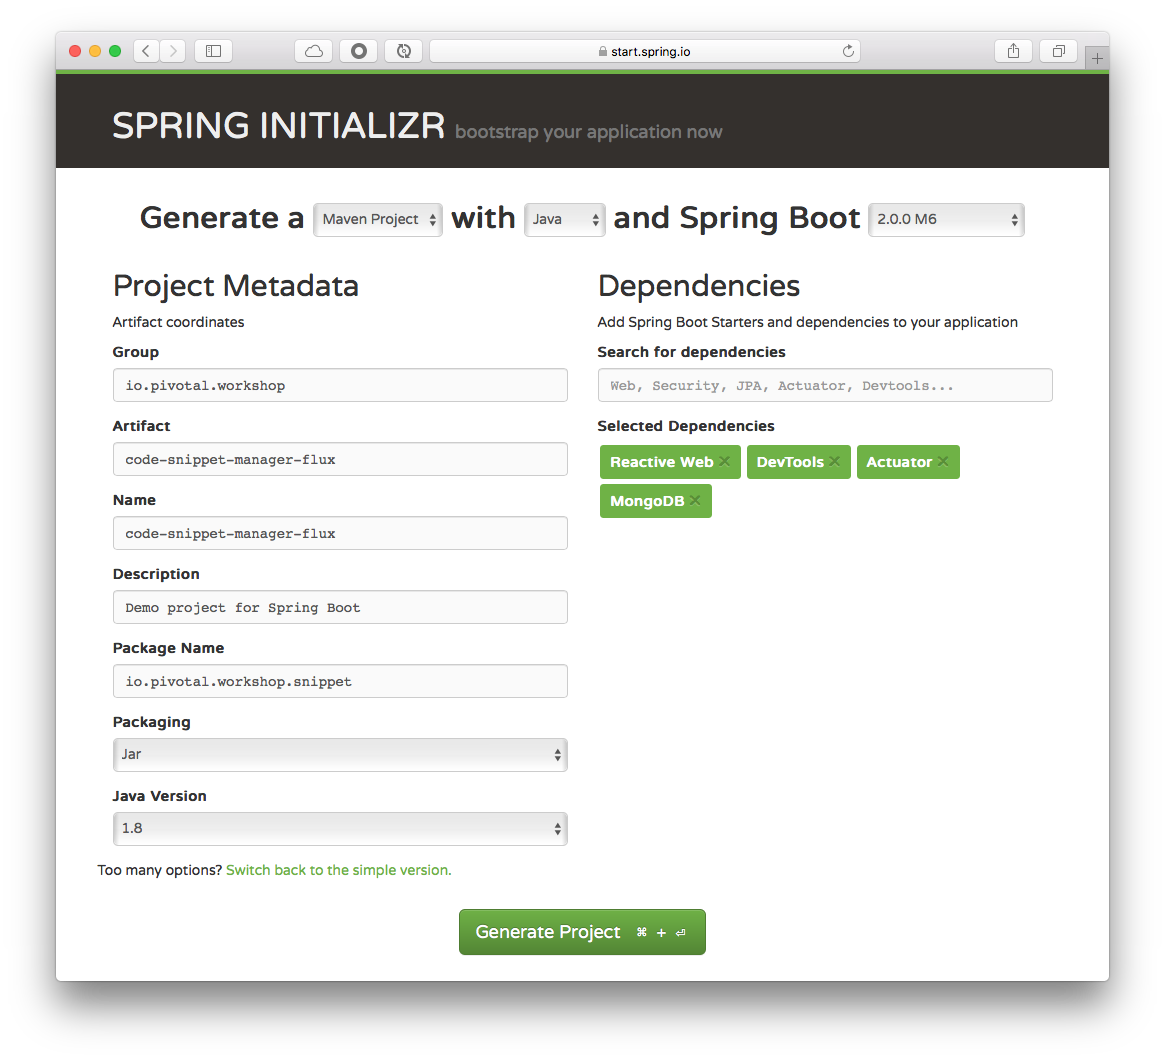 start.spring.io
SPRING INITIALIZR bootstrap your application now
Generate a Maven Project with Java and Spring Boot 2.0.0 M6
Project Metadata
Artifact coordinates
Group
io.pivotal.workshop
Artifact
code-snippet-manager-flux
Name
code-snippet-manager-flux
Description
Demo project for Spring Boot
Package Name
io.pivotal.workshop.snippet
Packaging
Jar
Java Version
1.8
Dependencies
Add Spring Boot Starters and dependencies to your application
Search for dependencies
Web, Security, JPA, Actuator, Devtools...
Selected Dependencies
Reactive Web × DevTools × Actuator ×
MongoDB ×
Too many options? Switch back to the simple version.
Generate Project ⌘ + ⏎